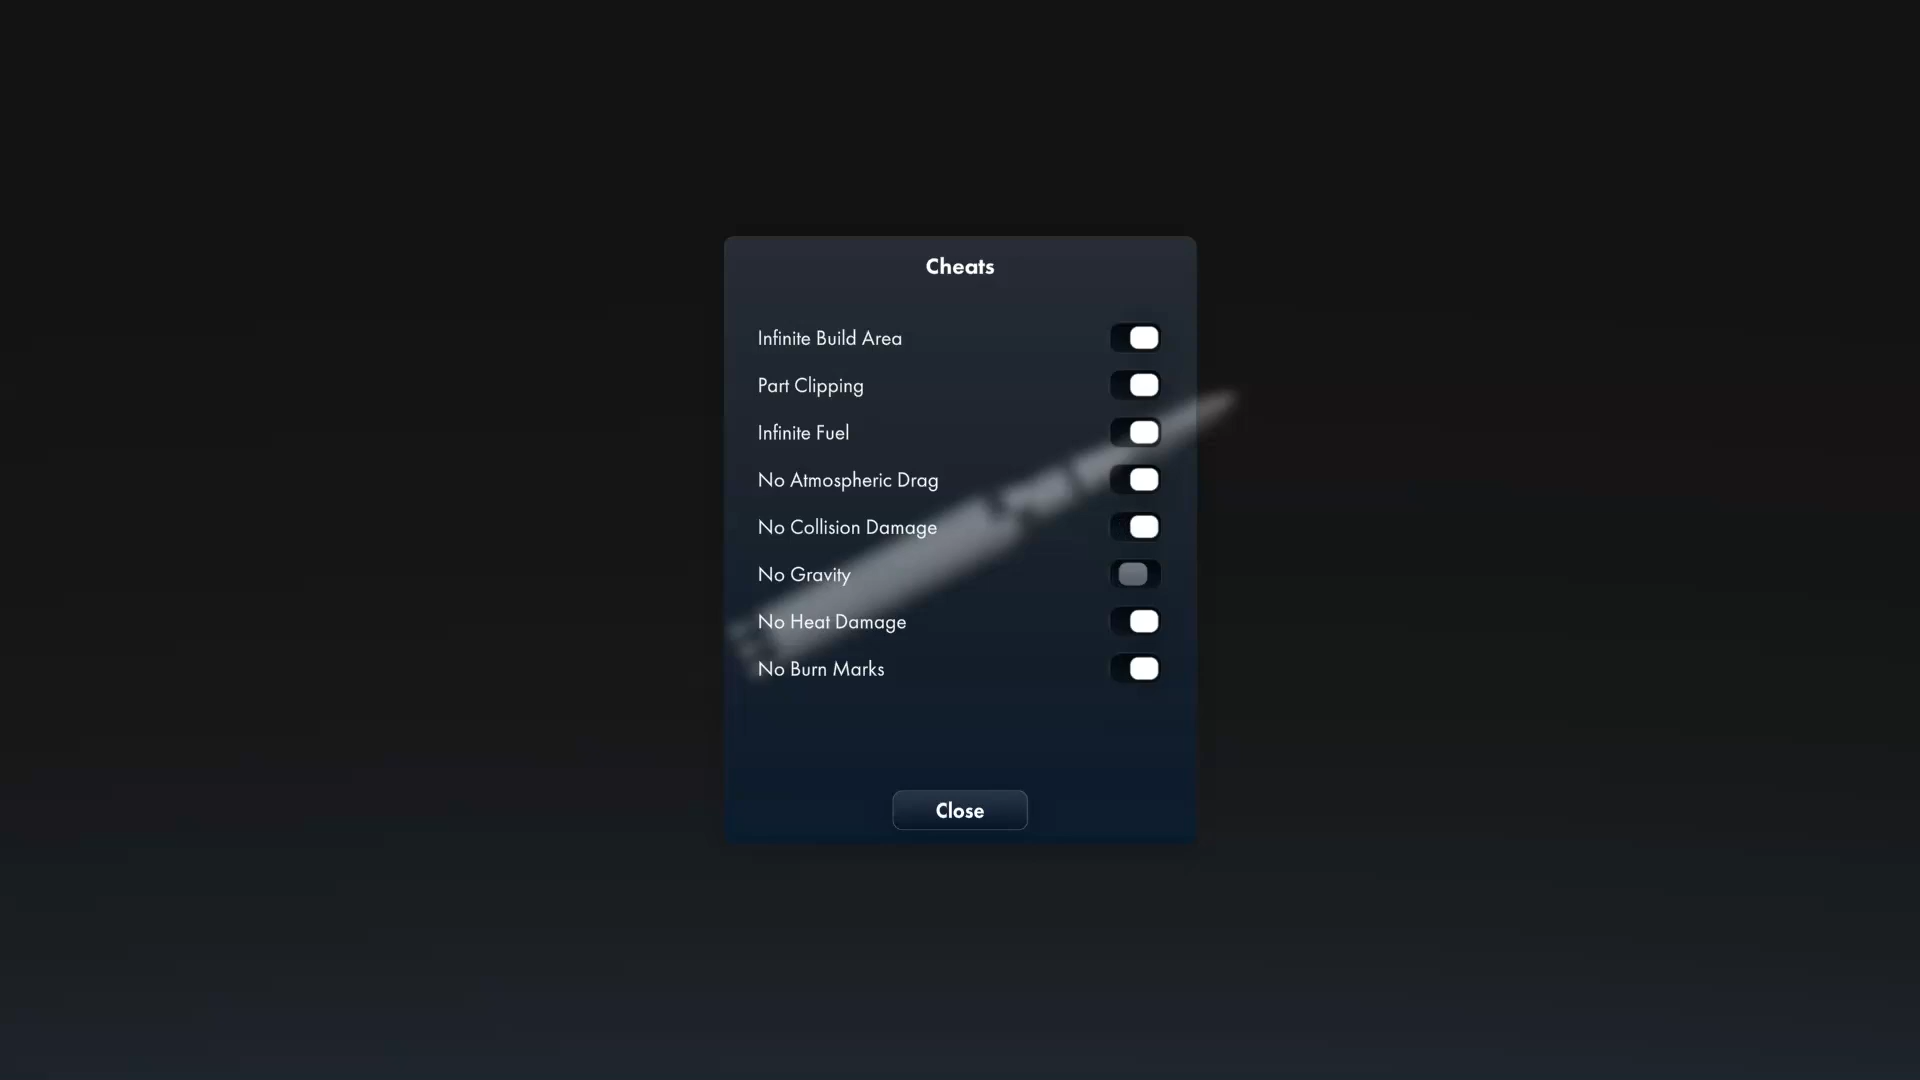 Cheats
Infinite Build Area
Part Clipping
Infinite Fuel
No Atmospheric Drag
No Collision Damage
No Gravity
No Heat Damage
No Burn Marks
Close